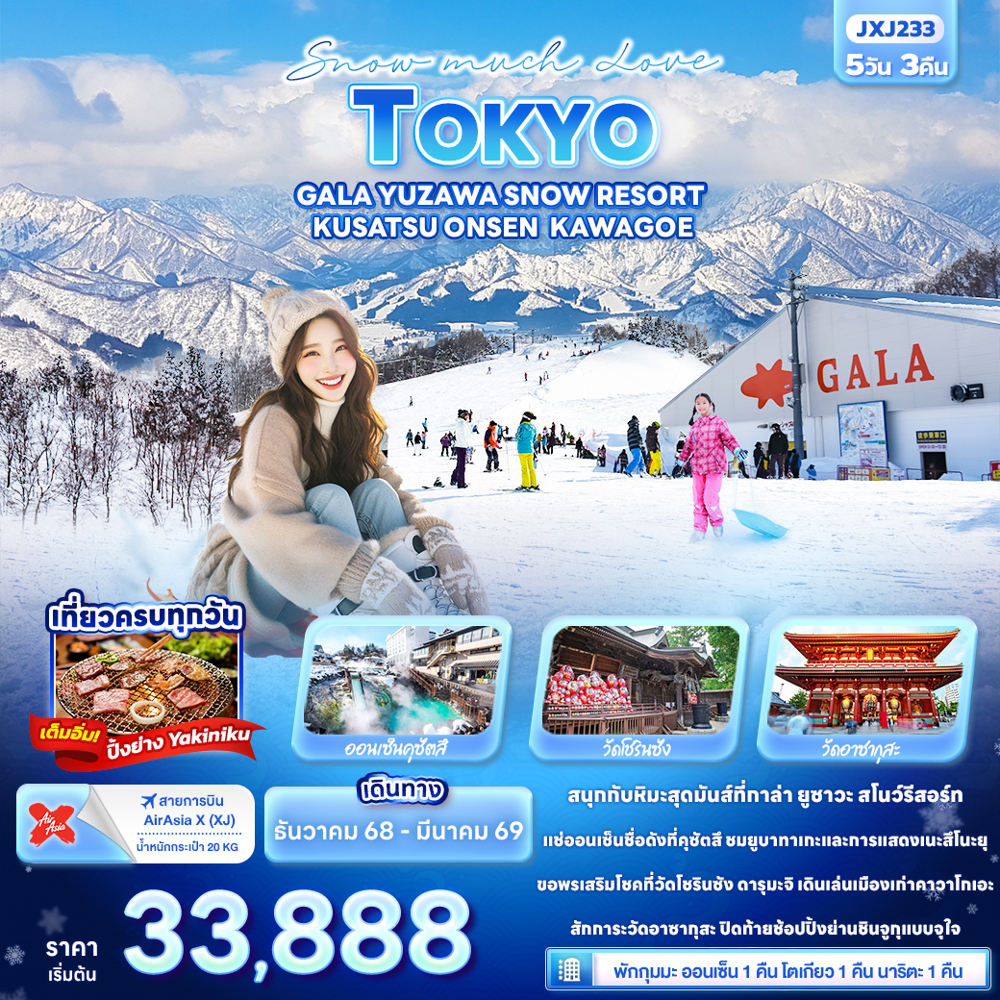 JXJ233
5วัน 3คืน
Snow much Love
TOKYO
GALA YUZAWA SNOW RESORT
KUSATSU ONSEN KAWAGOE
GALA
เที่ยวครบทุกวัน
เต็มอิ่ม! ปิ้งย่าง Yakiniku
ออนเซ็นคุซัตสึ
วัดโชรินซัง
วัดอาซากุสะ
Air Asia X
สายการบิน
AirAsia X (XJ)
น้ำหนักกระเป๋า 20 KG
เดินทาง
ธันวาคม 68 - มีนาคม 69
ราคา
เริ่มต้น
33,888
สนุกกับหิมะสุดมันส์ที่กาล่า ยูซาวะ สโนว์รีสอร์ท
แช่ออนเซ็นชื่อดังที่คุซัตสึ ชมยูบาทาเกะและการแสดงเนะสึโนะยุ
ขอพรเสริมโชคที่วัดโชรินซัง ดารุมะจิ เดินเล่นเมืองเก่าคาวาโกเอะ
สักการะวัดอาซากุสะ ปิดท้ายช้อปปิ้งย่านชินจูกุแบบจุใจ
พักกุมมะ ออนเซ็น 1 คืน โตเกียว 1 คืน นาริตะ 1 คืน